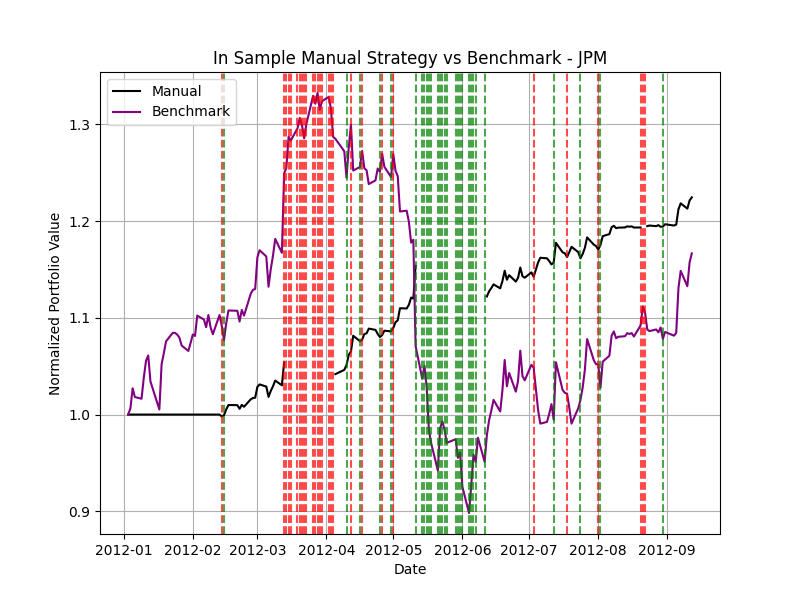 In Sample Manual Strategy vs Benchmark - JPM
Manual
Benchmark
Normalized Portfolio Value
1.3
1.2
1.1
1.0
0.9
2012-01
2012-02
2012-03
2012-04
2012-05
2012-06
2012-07
2012-08
2012-09
Date